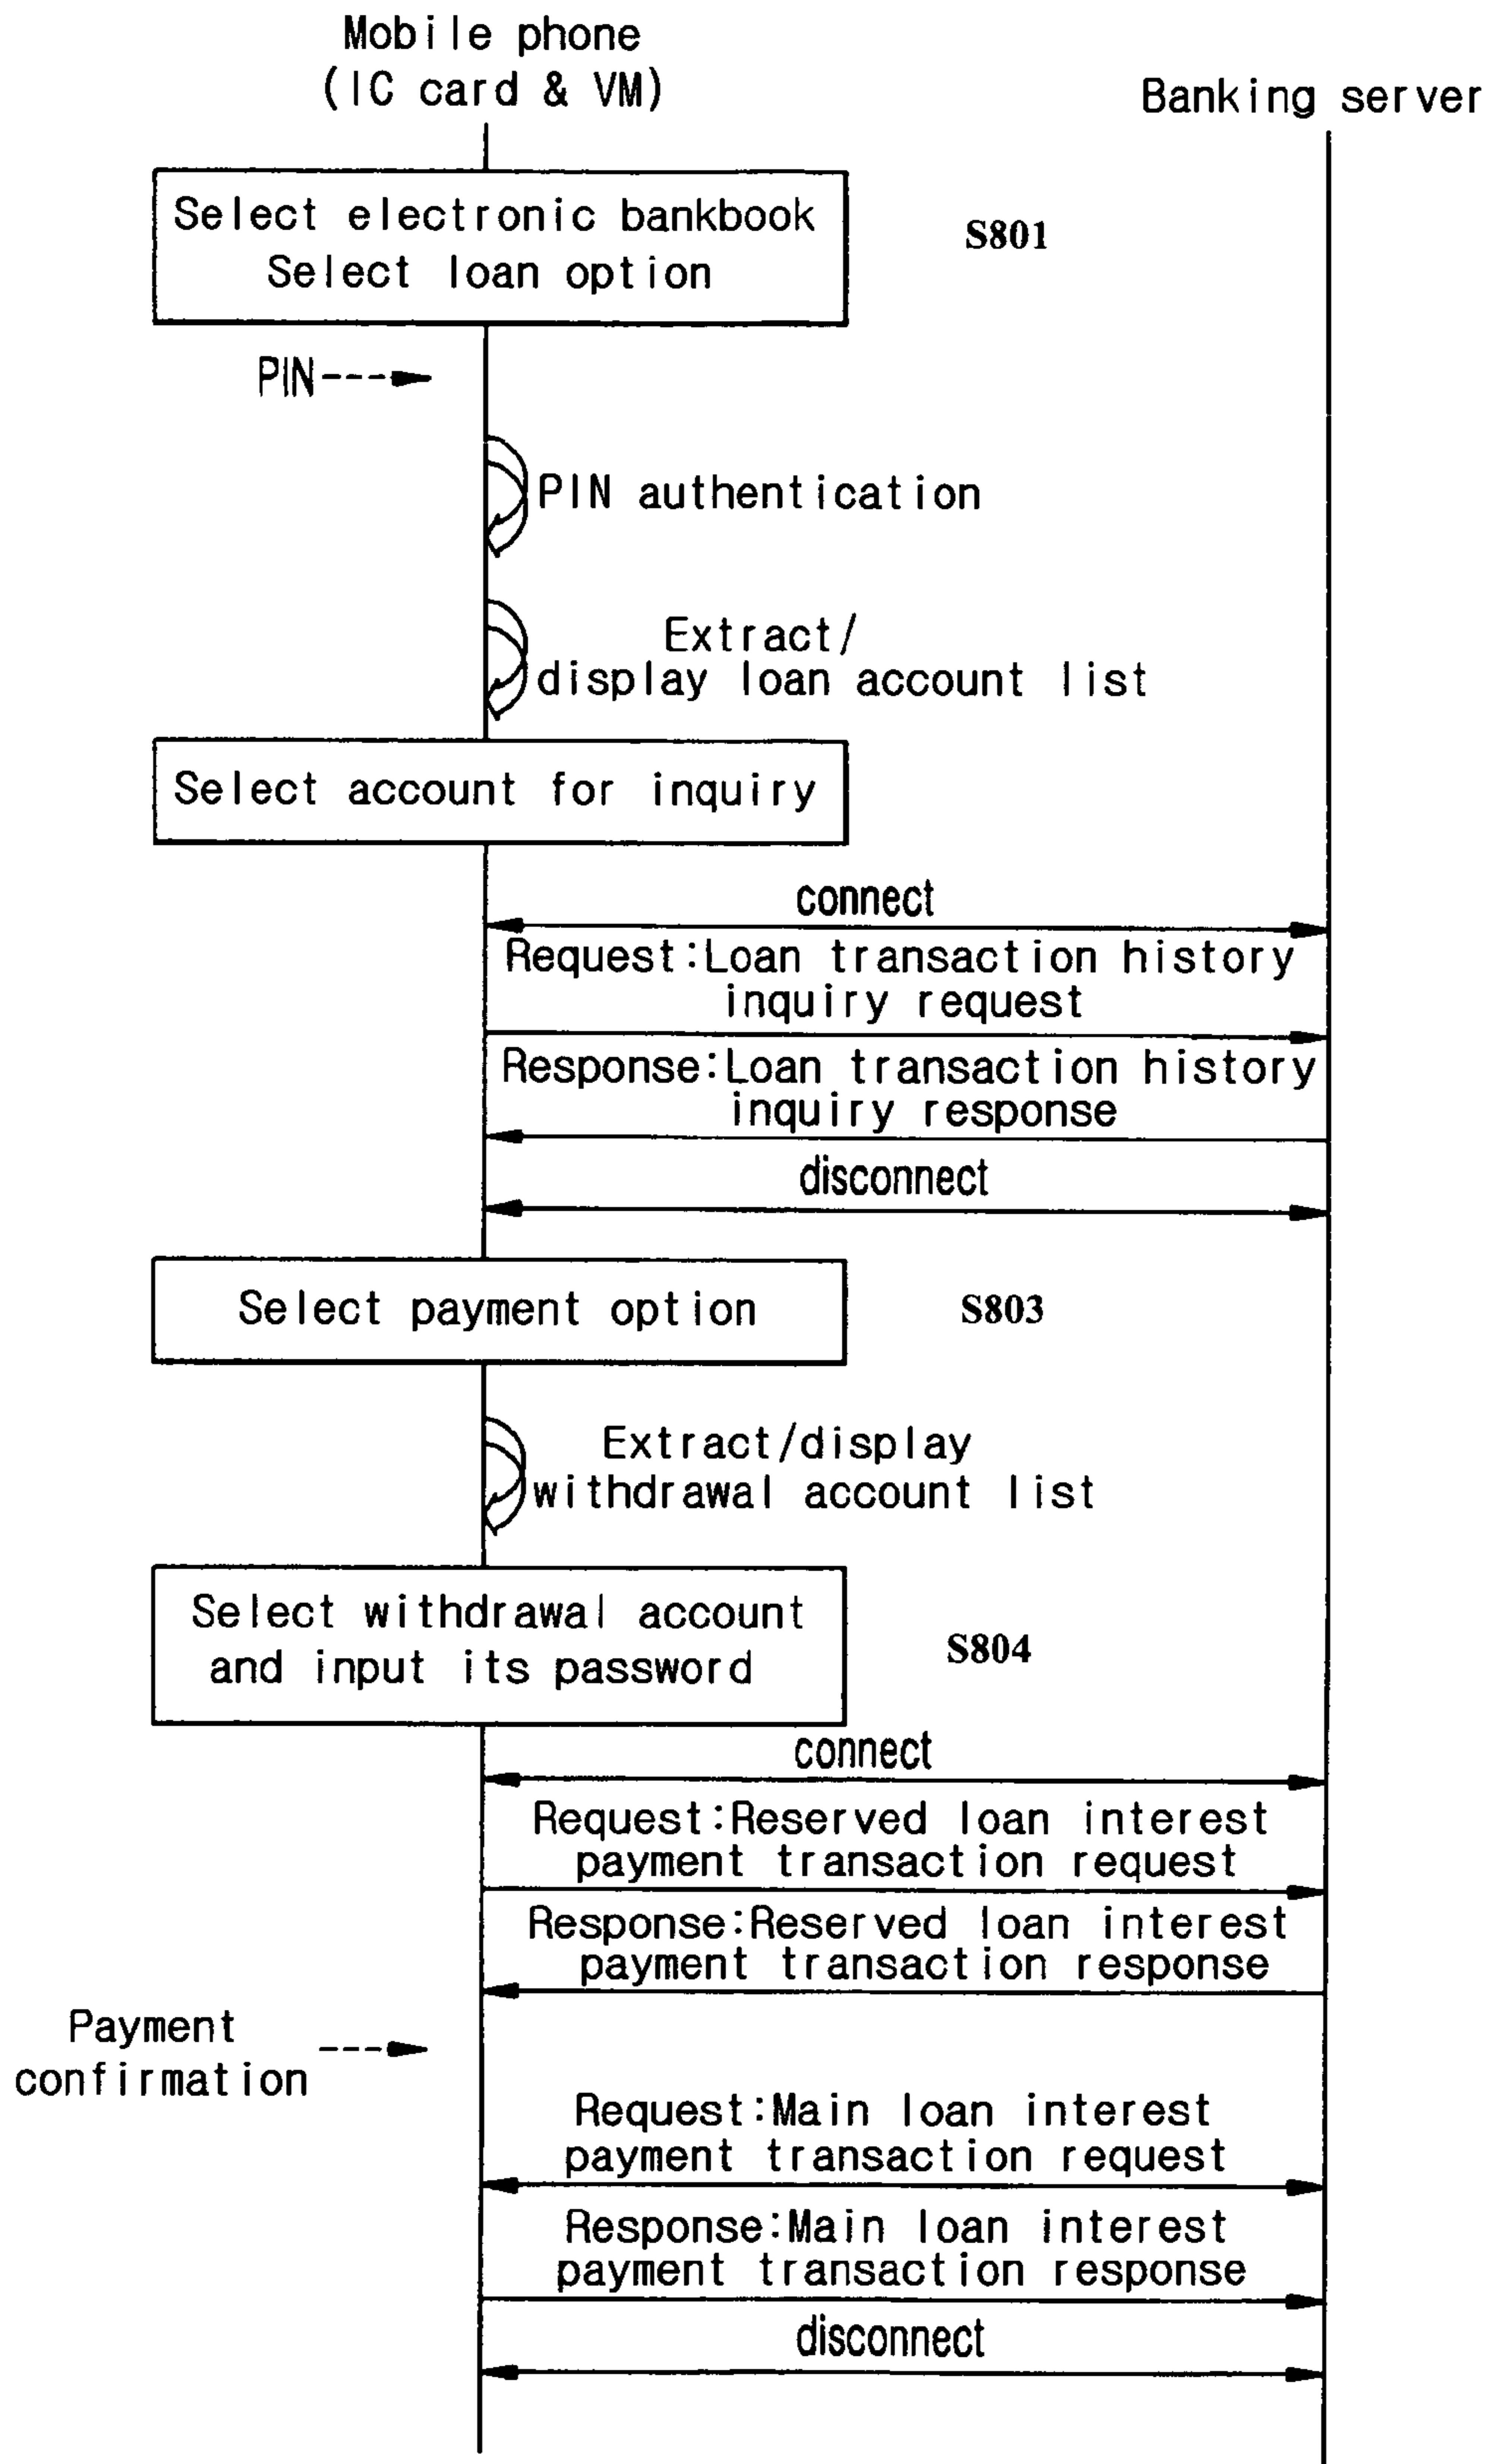 Mobile phone
(IC card & VM)
Banking server
Select electronic bankbook
Select loan option
S801
PIN
PIN authentication
Extract/
display loan account list
Select account for inquiry
connect
Request:Loan transaction history
inquiry request
Response:Loan transaction history
inquiry response
disconnect
Select payment option
S803
Extract/display
withdrawal account list
Select withdrawal account
and input its password
S804
connect
Request:Reserved loan interest
payment transaction request
Response:Reserved loan interest
payment transaction response
Payment
confirmation
Request:Main loan interest
payment transaction request
Response:Main loan interest
payment transaction response
disconnect